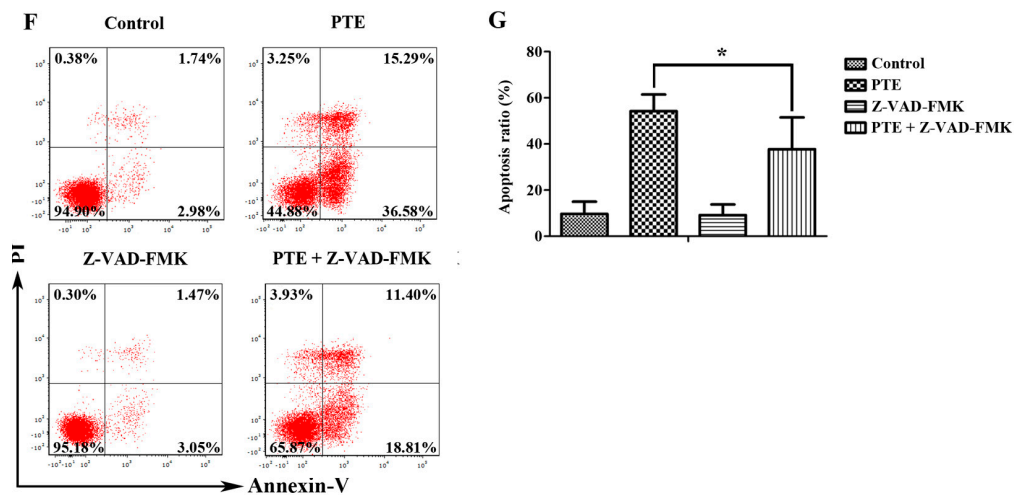 F
Control
PTE
0.38%
1.74%
94.90%
2.98%
3.25%
15.29%
44.88%
36.58%
Z-VAD-FMK
PTE + Z-VAD-FMK
0.30%
1.47%
95.18%
3.05%
3.93%
11.40%
65.87%
18.81%
PI
Annexin-V
G
Apoptosis ratio (%)
80
60
40
20
0
*
Control
PTE
Z-VAD-FMK
PTE + Z-VAD-FMK